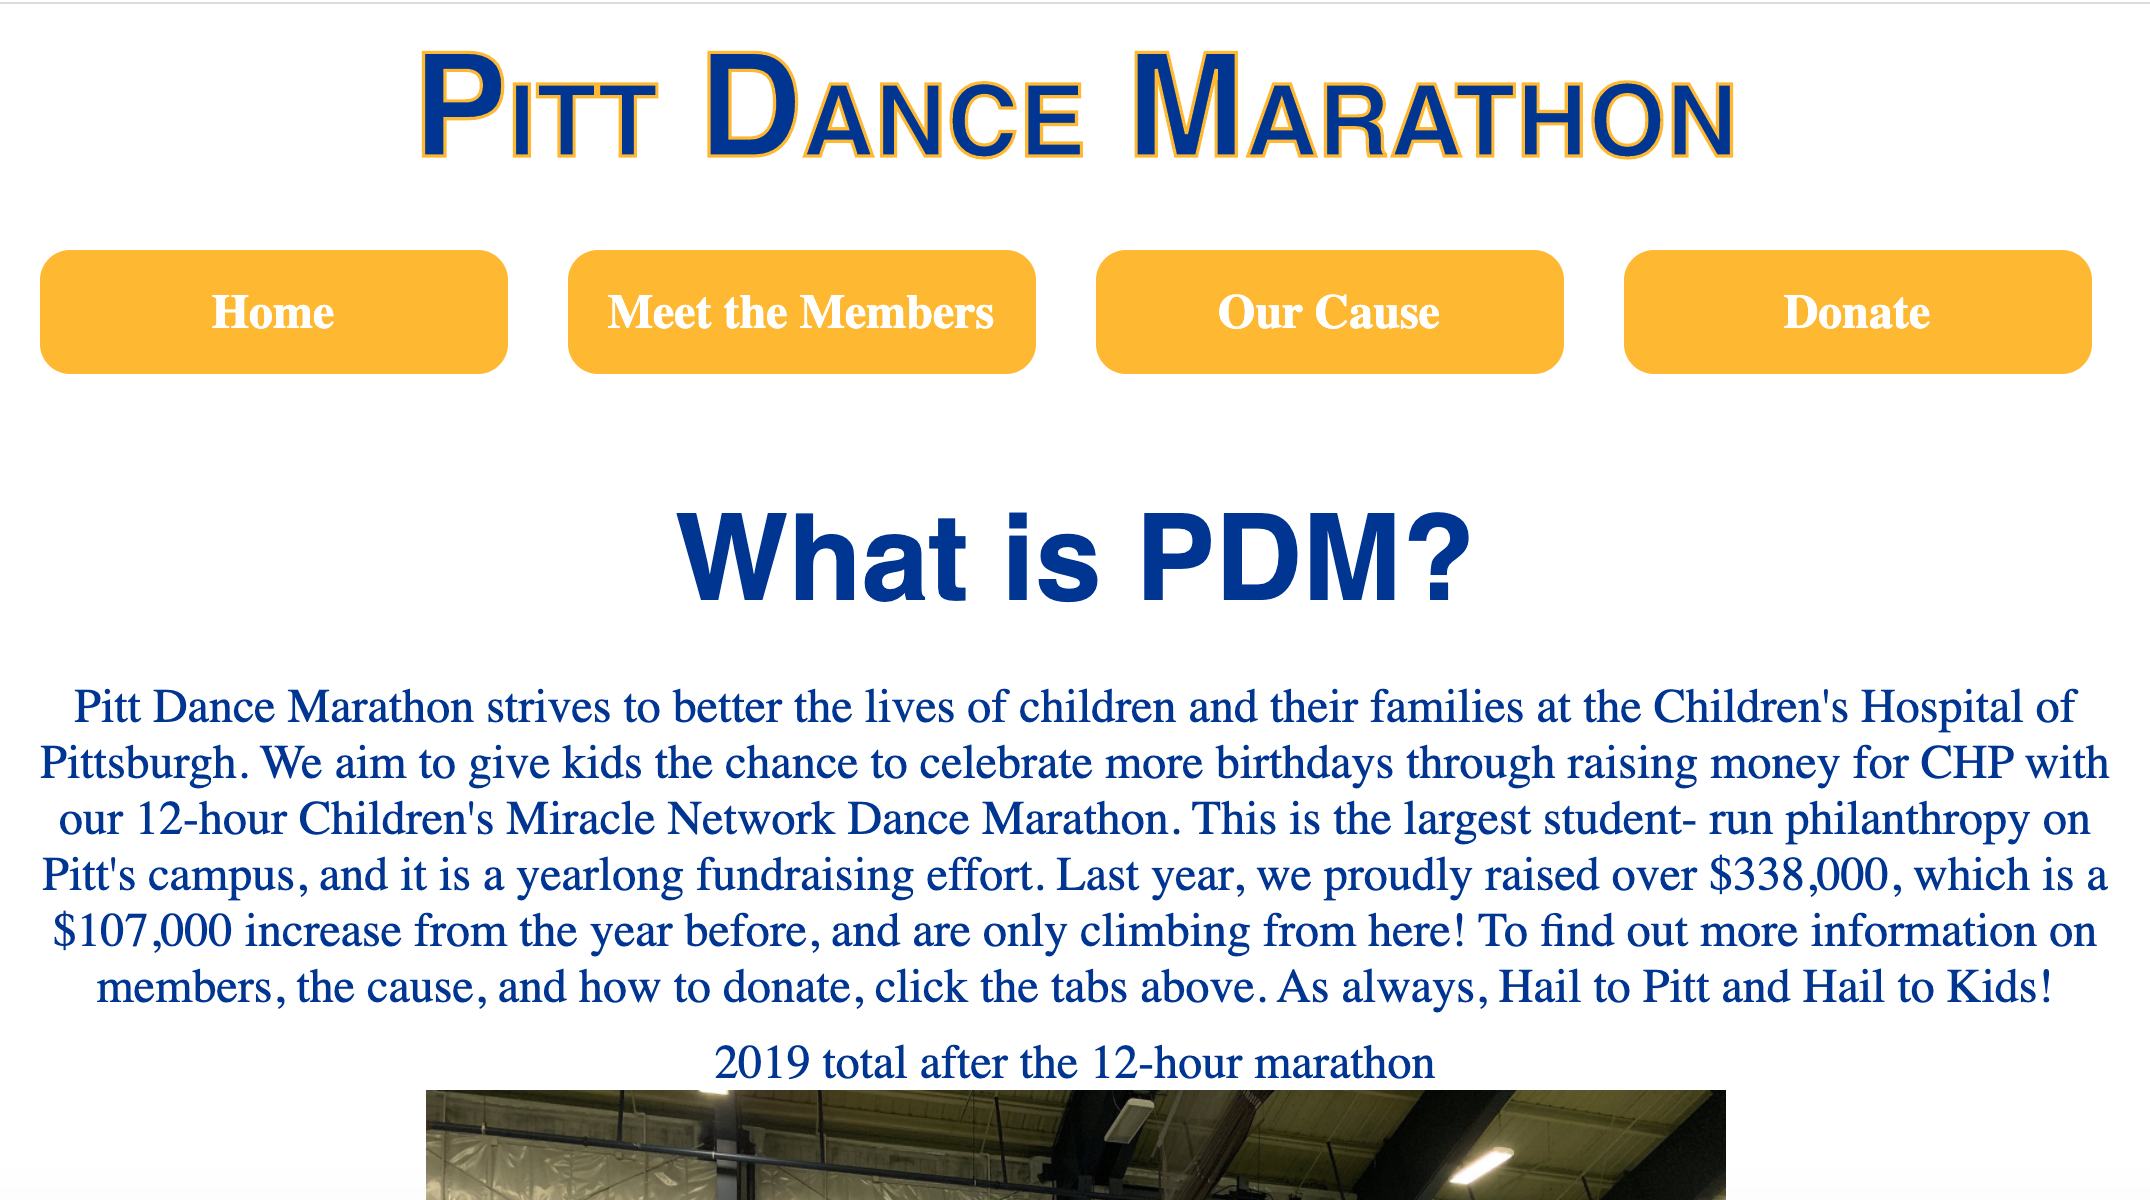 Pitt Dance Marathon
Home
Meet the Members
Our Cause
Donate
What is PDM?
Pitt Dance Marathon strives to better the lives of children and their families at the Children's Hospital of
Pittsburgh. We aim to give kids the chance to celebrate more birthdays through raising money for CHP with
our 12-hour Children's Miracle Network Dance Marathon. This is the largest student- run philanthropy on
Pitt's campus, and it is a yearlong fundraising effort. Last year, we proudly raised over $338,000, which is a
$107,000 increase from the year before, and are only climbing from here! To find out more information on
members, the cause, and how to donate, click the tabs above. As always, Hail to Pitt and Hail to Kids!
2019 total after the 12-hour marathon